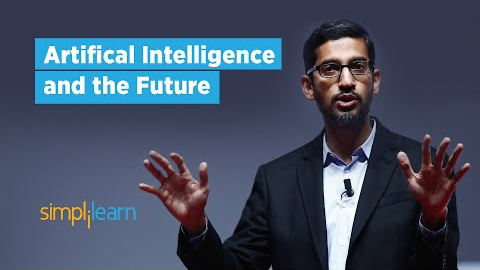 Artifical Intelligence
and the Future
simplilearn